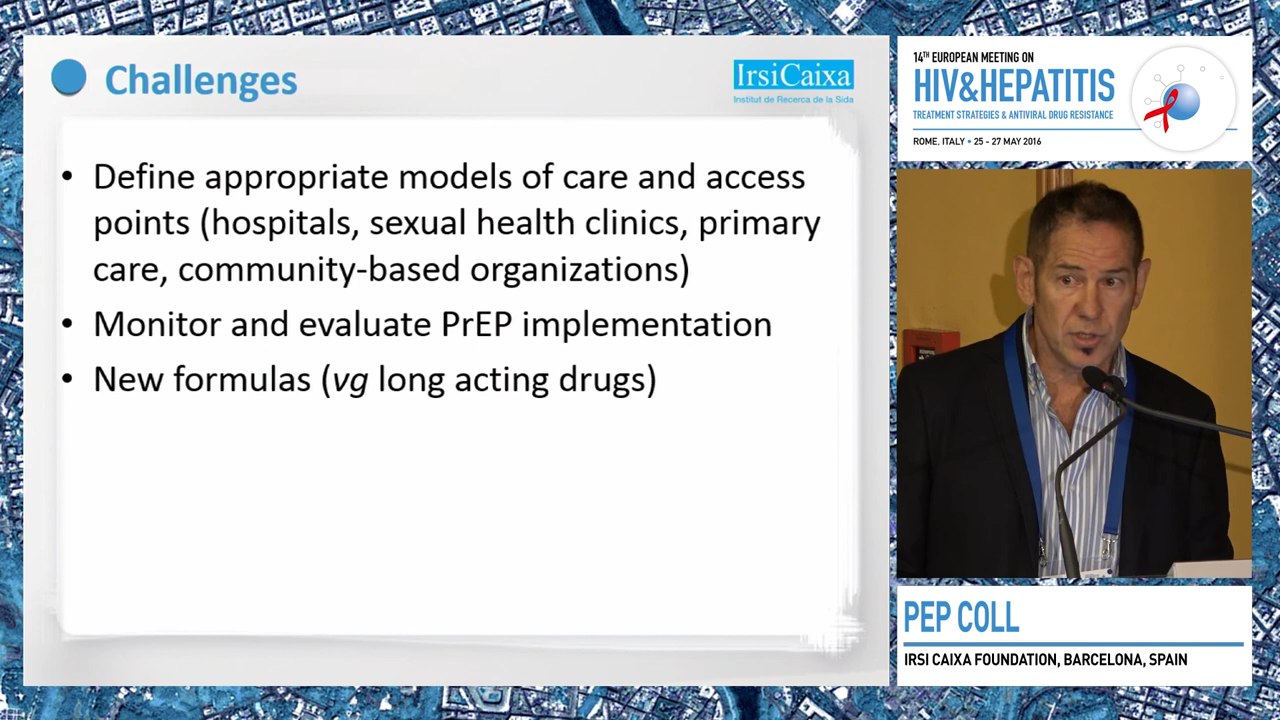 Challenges
IrsiCaixa
Institut de Recerca de la Sida
• Define appropriate models of care and access
points (hospitals, sexual health clinics, primary
care, community-based organizations)
• Monitor and evaluate PrEP implementation
• New formulas (vg long acting drugs)
14TH EUROPEAN MEETING ON
HIV&HEPATITIS
TREATMENT STRATEGIES & ANTIVIRAL DRUG RESISTANCE
ROME, ITALY • 25 - 27 MAY 2016
PEP COLL
IRSI CAIXA FOUNDATION, BARCELONA, SPAIN